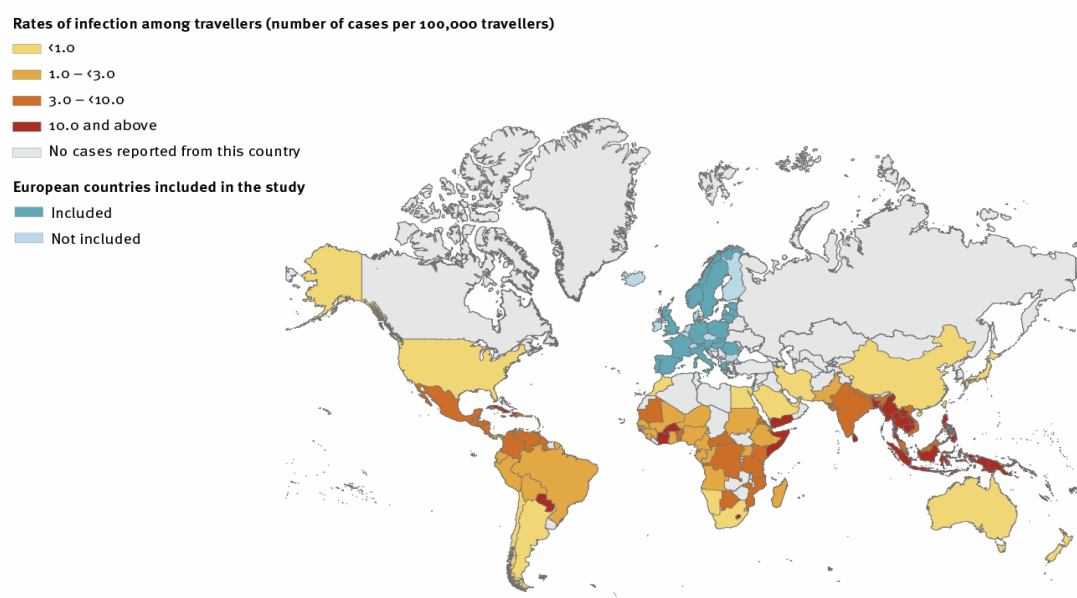 Rates of infection among travellers (number of cases per 100,000 travellers)
<1.0
1.0 – <3.0
3.0 – <10.0
10.0 and above
No cases reported from this country
European countries included in the study
Included
Not included